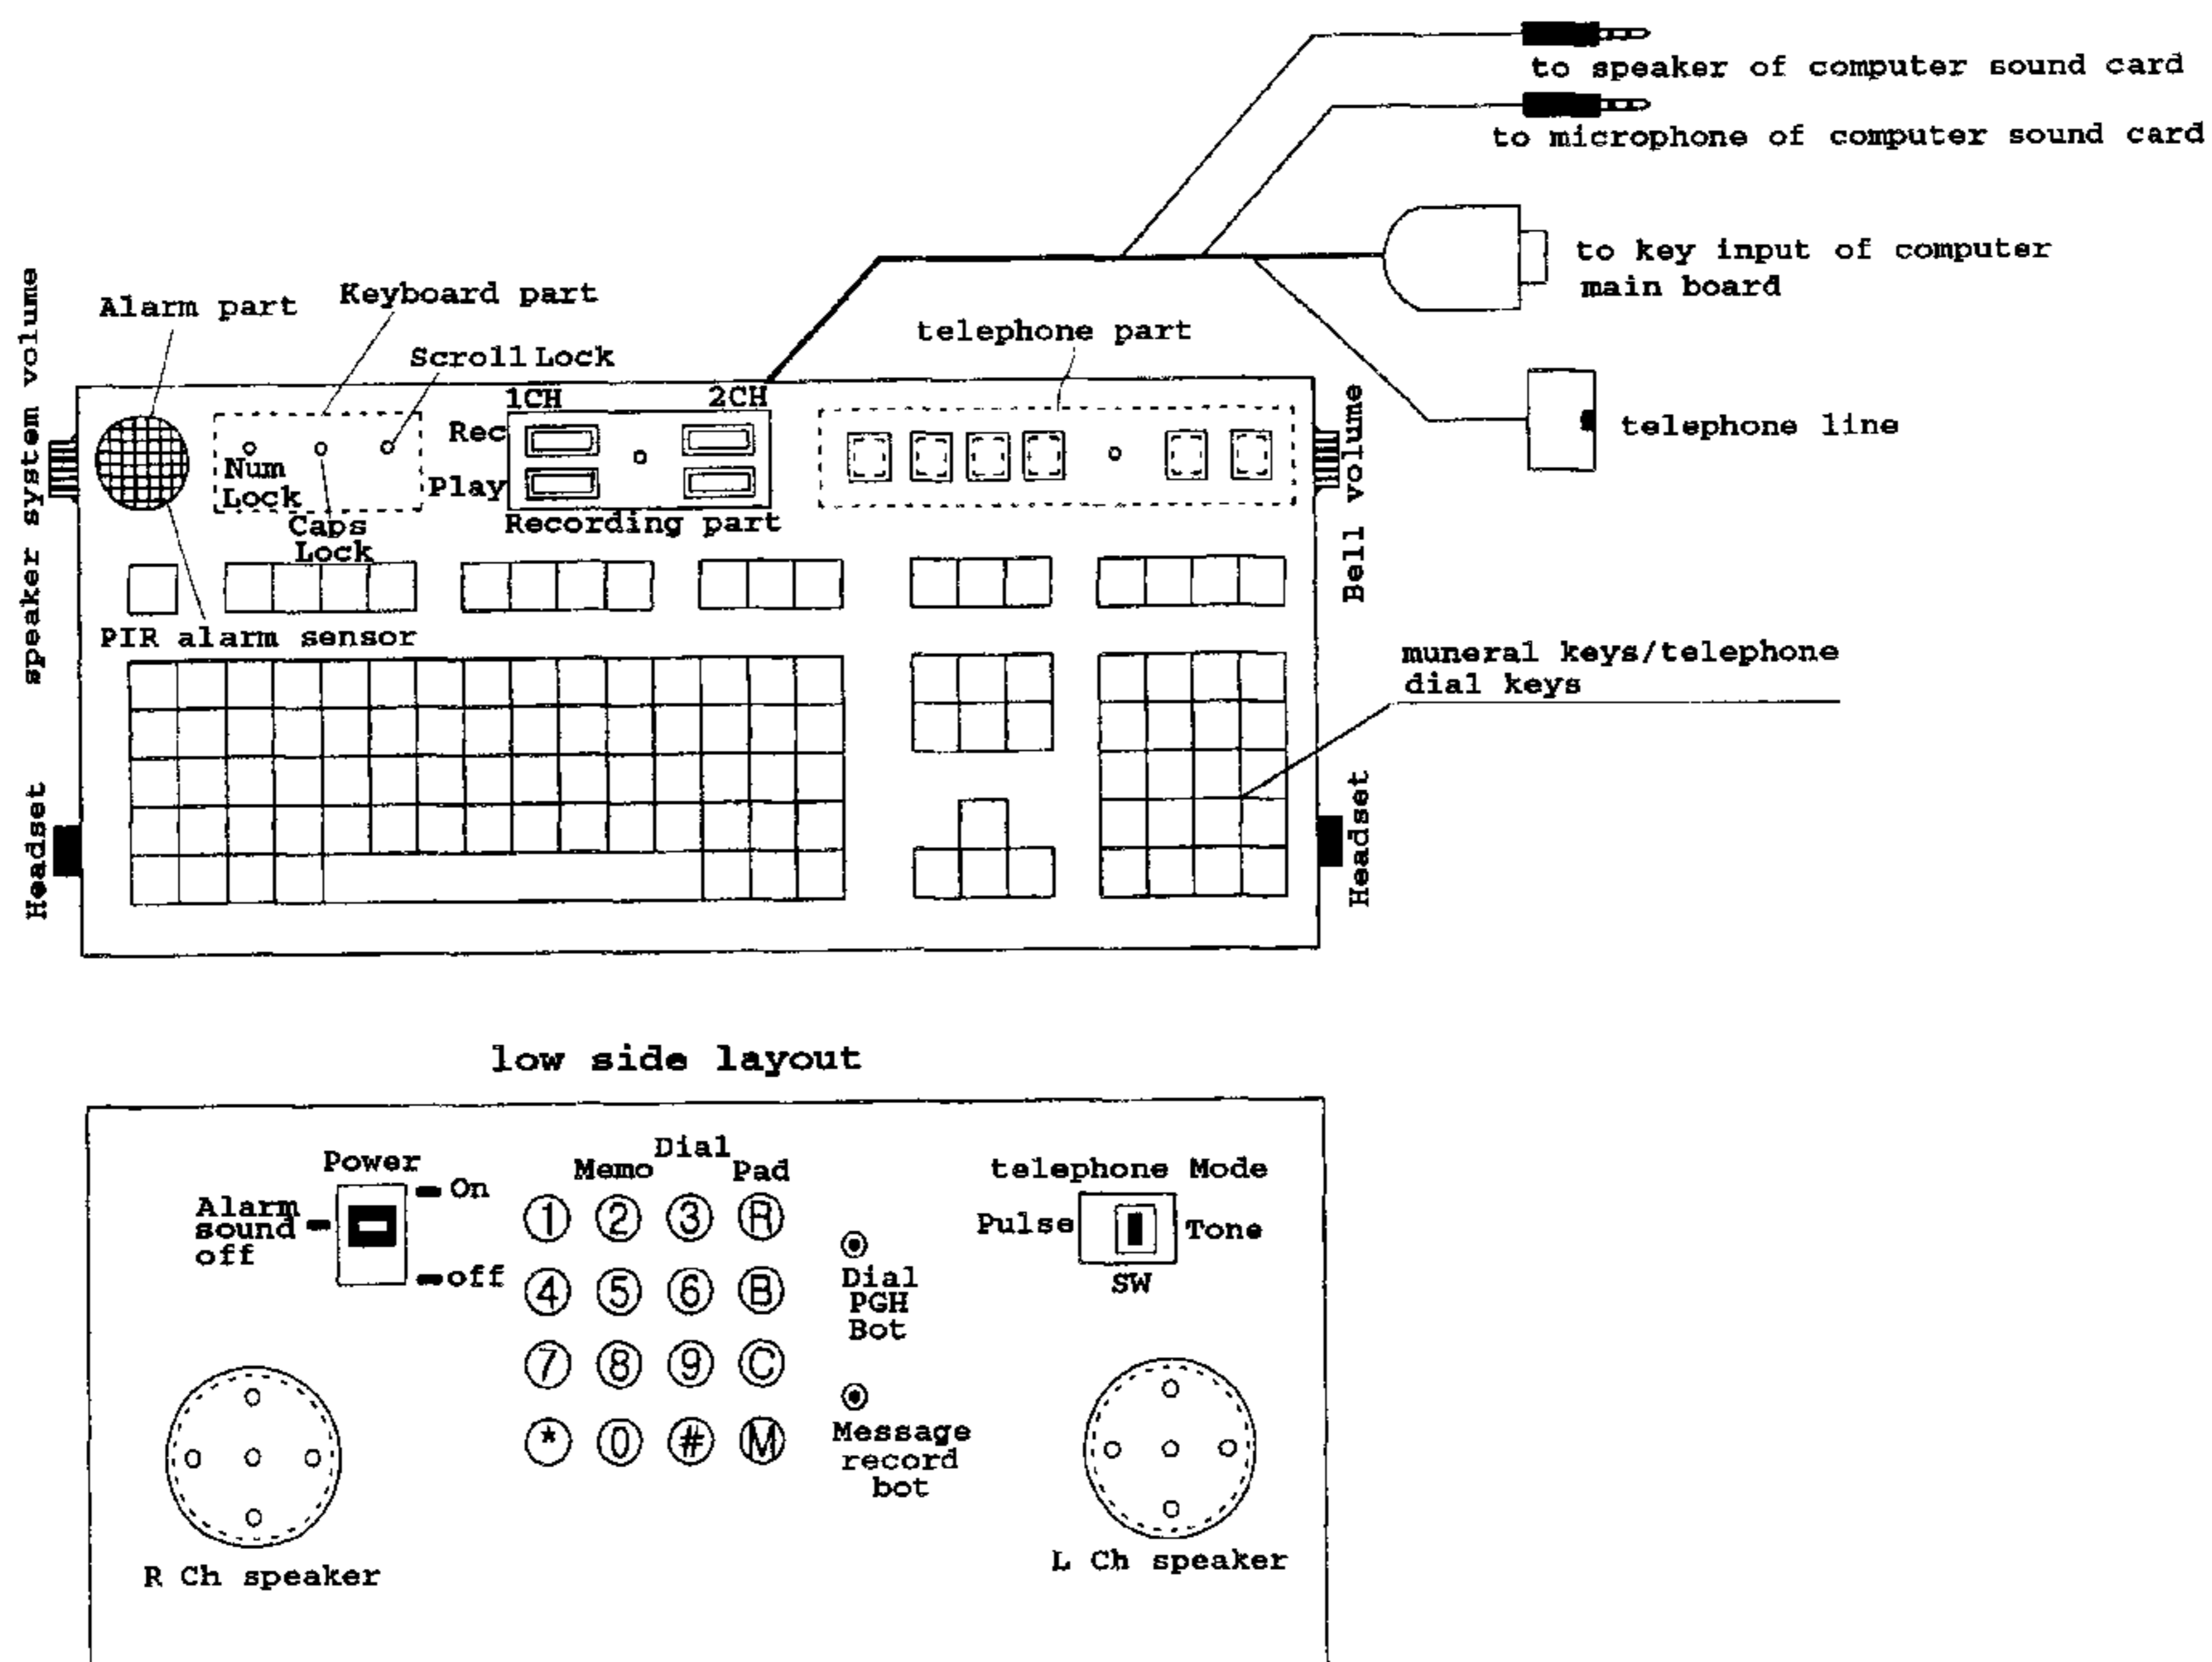 to speaker of computer sound card
to microphone of computer sound card
to key input of computer
main board
telephone line
speaker system volume
Alarm part
Keyboard part
Scroll Lock
telephone part
1CH
2CH
Rec
Play
Num
Lock
Caps
Lock
Recording part
Bell volume
PIR alarm sensor
muneral keys/telephone
dial keys
Headset
Headset
low side layout
Power
On
Alarm
sound
off
off
Dial
Memo
Pad
1 2 3 R
4 5 6 B
7 8 9 C
* 0 # M
Dial
PGH
Bot
Message
record
bot
telephone Mode
Pulse
Tone
SW
R Ch speaker
L Ch speaker